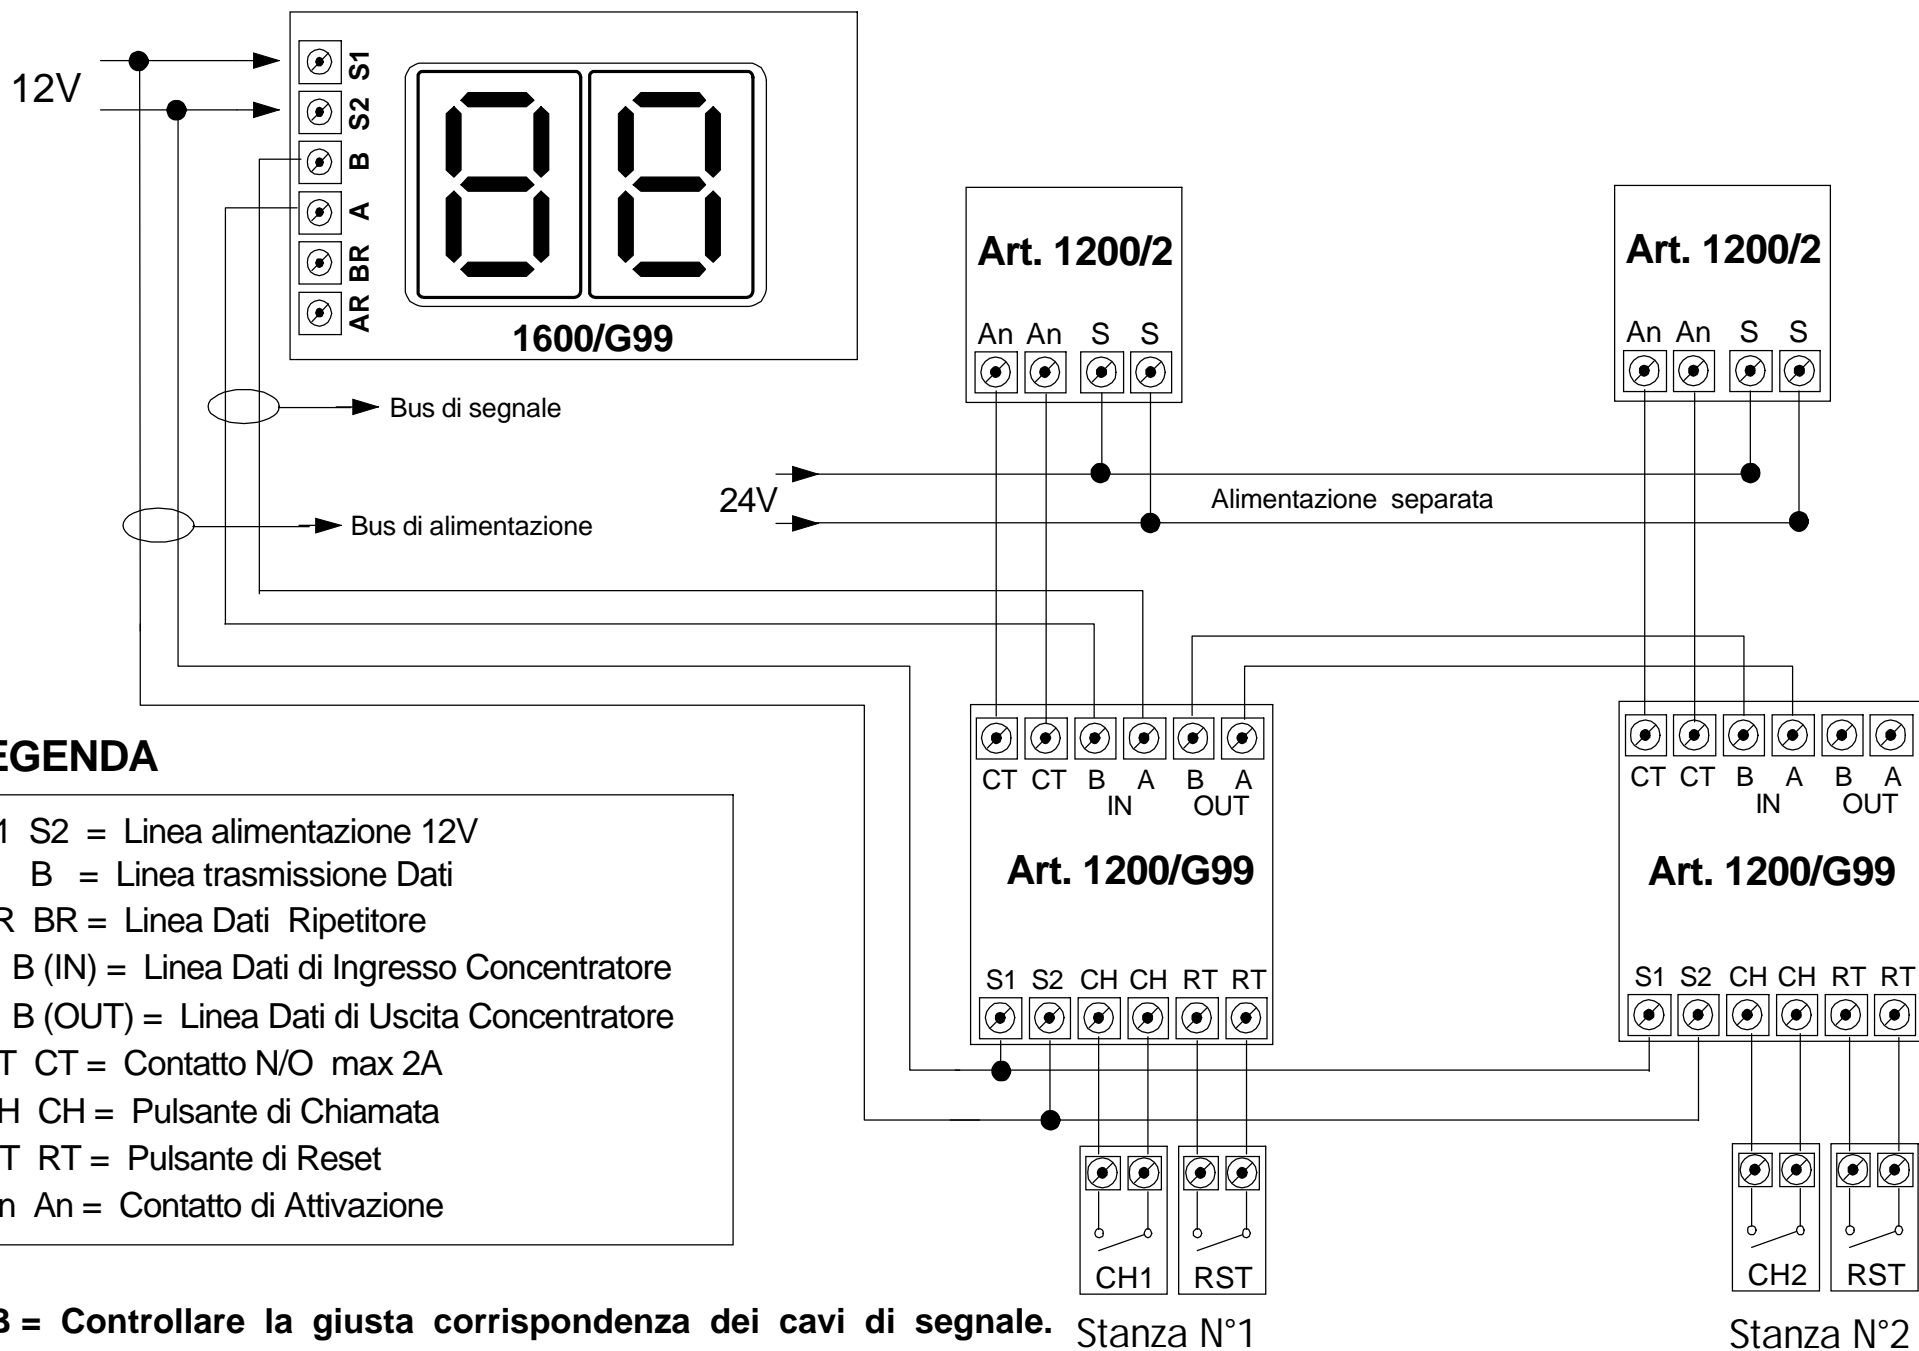 12V
S1
S2
B
A
BR
AR
88
1600/G99
Bus di segnale
Bus di alimentazione
Art. 1200/2
An An S S
Art. 1200/2
An An S S
24V
Alimentazione separata
EGENDA
1 S2 = Linea alimentazione 12V
B = Linea trasmissione Dati
R BR = Linea Dati Ripetitore
B (IN) = Linea Dati di Ingresso Concentratore
B (OUT) = Linea Dati di Uscita Concentratore
T CT = Contatto N/O max 2A
H CH = Pulsante di Chiamata
T RT = Pulsante di Reset
n An = Contatto di Attivazione
CT CT B A B A
IN OUT
Art. 1200/G99
S1 S2 CH CH RT RT
CH1 RST
Stanza N°1
CT CT B A B A
IN OUT
Art. 1200/G99
S1 S2 CH CH RT RT
CH2 RST
Stanza N°2
B = Controllare la giusta corrispondenza dei cavi di segnale.